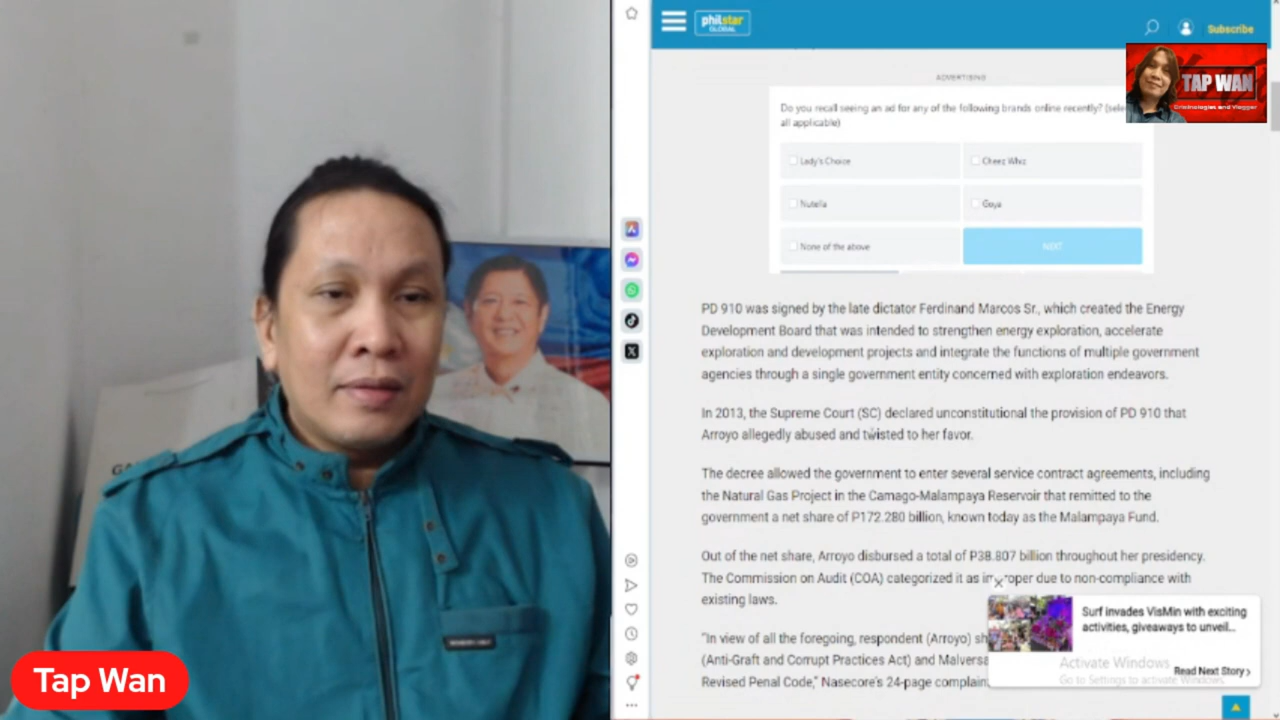 philstar
GLOBAL
Subscribe
TAP WAN
Criminologist and Vlogger
ADVERTISING
Do you recall seeing an ad for any of the following brands online recently? (sele
all applicable)
Lady's Choice
Cheez Whiz
Nutella
Goya
None of the above
NEXT
PD 910 was signed by the late dictator Ferdinand Marcos Sr., which created the Energy
Development Board that was intended to strengthen energy exploration, accelerate
exploration and development projects and integrate the functions of multiple government
agencies through a single government entity concerned with exploration endeavors.
In 2013, the Supreme Court (SC) declared unconstitutional the provision of PD 910 that
Arroyo allegedly abused and twisted to her favor.
The decree allowed the government to enter several service contract agreements, including
the Natural Gas Project in the Camago-Malampaya Reservoir that remitted to the
government a net share of P172.280 billion, known today as the Malampaya Fund.
Out of the net share, Arroyo disbursed a total of P38.807 billion throughout her presidency.
The Commission on Audit (COA) categorized it as improper due to non-compliance with
existing laws.
"In view of all the foregoing, respondent (Arroyo) sh
(Anti-Graft and Corrupt Practices Act) and Malversa
Revised Penal Code," Nasecore's 24-page complain
Surf invades VisMin with exciting
activities, giveaways to unveil...
Read Next Story
Activate Windows
Go to Settings to activate Windows.
Tap Wan